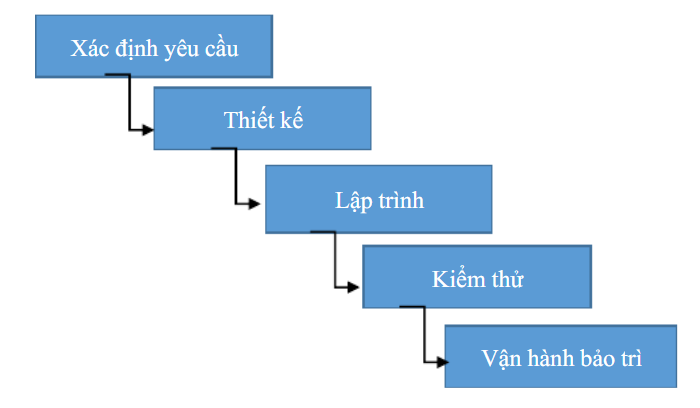 Xác định yêu cầu
Thiết kế
Lập trình
Kiểm thử
Vận hành bảo trì